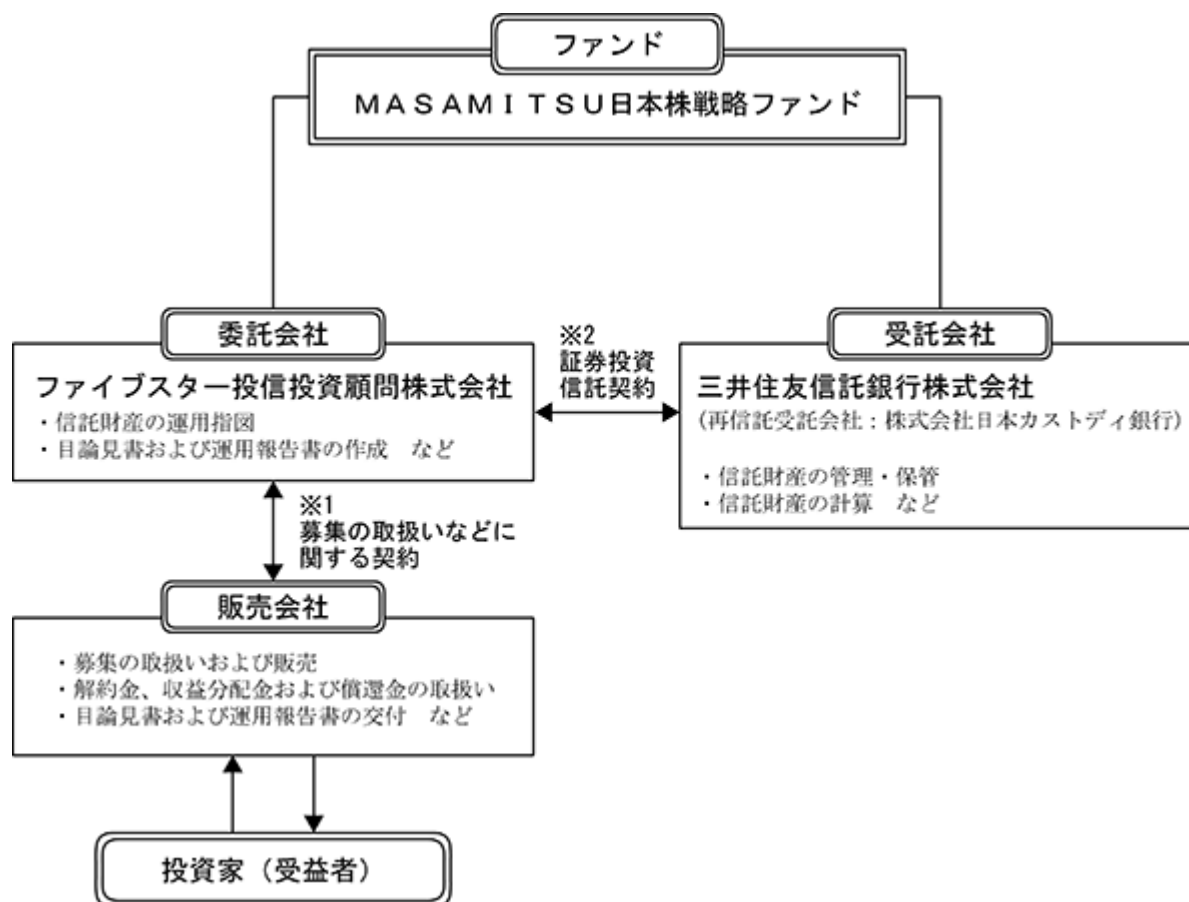 ファンド
ＭＡＳＡＭＩＴＳＵ日本株戦略ファンド
委託会社
ファイブスター投信投資顧問株式会社
・信託財産の運用指図
・目論見書および運用報告書の作成　など
※2
証券投資
信託契約
受託会社
三井住友信託銀行株式会社
(再信託受託会社：株式会社日本カストディ銀行)
・信託財産の管理・保管
・信託財産の計算　など
※1
募集の取扱いなどに
関する契約
販売会社
・募集の取扱いおよび販売
・解約金、収益分配金および償還金の取扱い
・目論見書および運用報告書の交付　など
投資家（受益者）